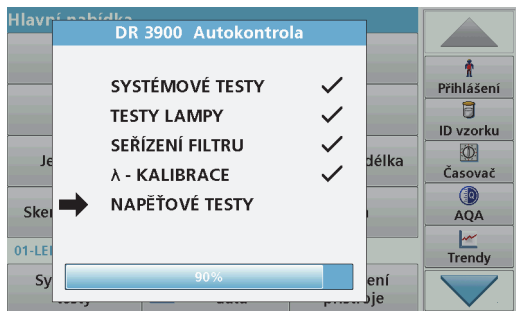 Hlavní nabídka
DR 3900 Autokontrola
SYSTÉMOVÉ TESTY
TESTY LAMPY
SEŘÍZENÍ FILTRU
λ - KALIBRACE
NAPĚŤOVÉ TESTY
90%
Přihlášení
ID vzorku
Časovač
AQA
Trendy